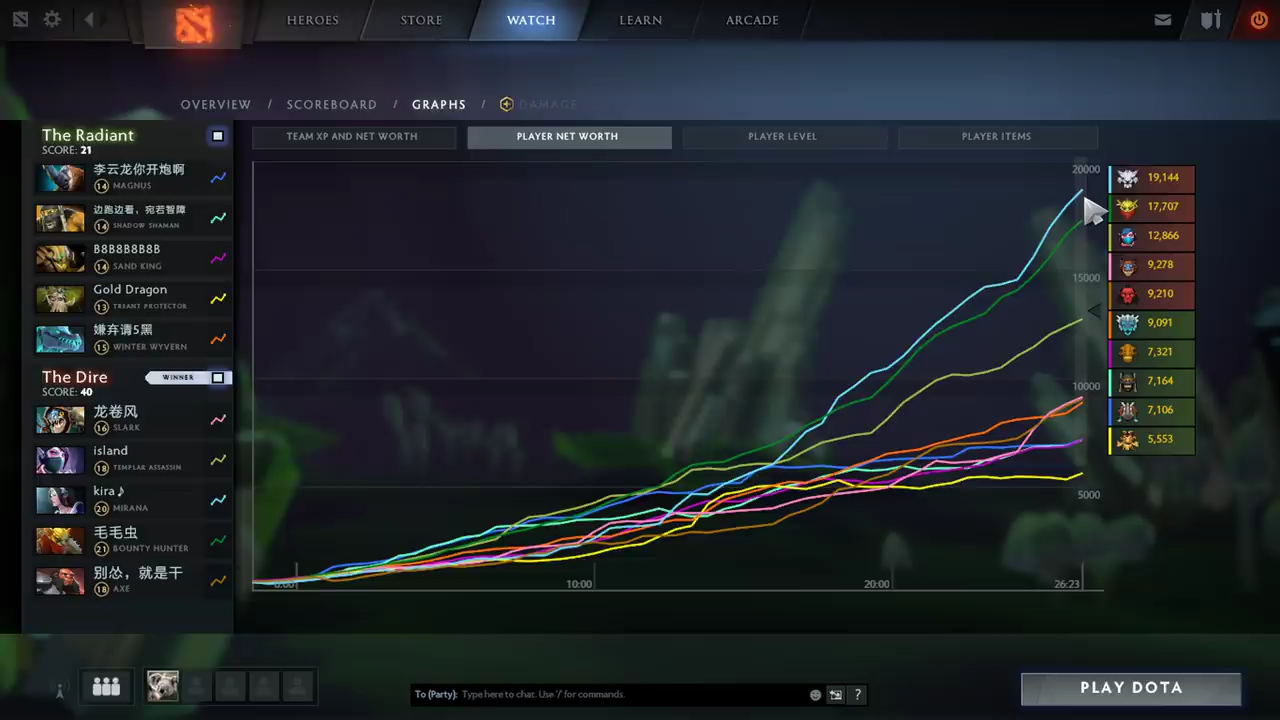 HEROES
STORE
WATCH
LEARN
ARCADE
OVERVIEW / SCOREBOARD / GRAPHS / DAMAGE
The Radiant
SCORE: 21
李云龙你开炮啊
14 MAGNUS
边跑边看，宛若智障
14 SHADOW SHAMAN
B8B8B8B8B
14 SAND KING
Gold Dragon
13 TREANT PROTECTOR
嫌弃请5黑
15 WINTER WYVERN
The Dire
WINNER
SCORE: 40
龙卷风
16 SLARK
island
18 TEMPLAR ASSASSIN
kira♪
20 MIRANA
毛毛虫
21 BOUNTY HUNTER
别怂，就是干
18 AXE
TEAM XP AND NET WORTH
PLAYER NET WORTH
PLAYER LEVEL
PLAYER ITEMS
20000
15000
10000
5000
0:00
10:00
20:00
26:23
19,144
17,707
12,866
9,278
9,210
9,091
7,321
7,164
7,106
5,553
To (Party): Type here to chat. Use '/' for commands.
?
PLAY DOTA